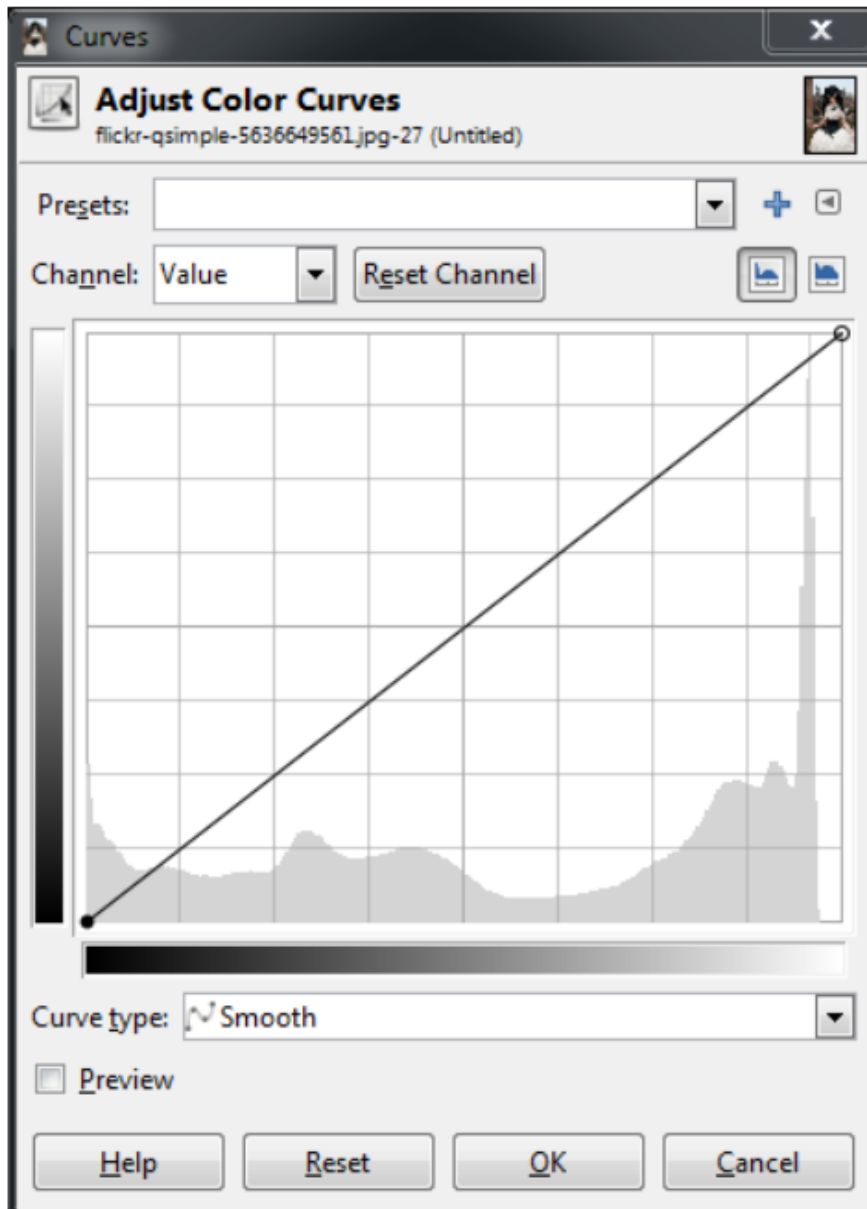 Curves
Adjust Color Curves
flickr-qsimple-5636649561.jpg-27 (Untitled)
Presets:
Channel: Value Reset Channel
Curve type: Smooth
Preview
Help Reset OK Cancel